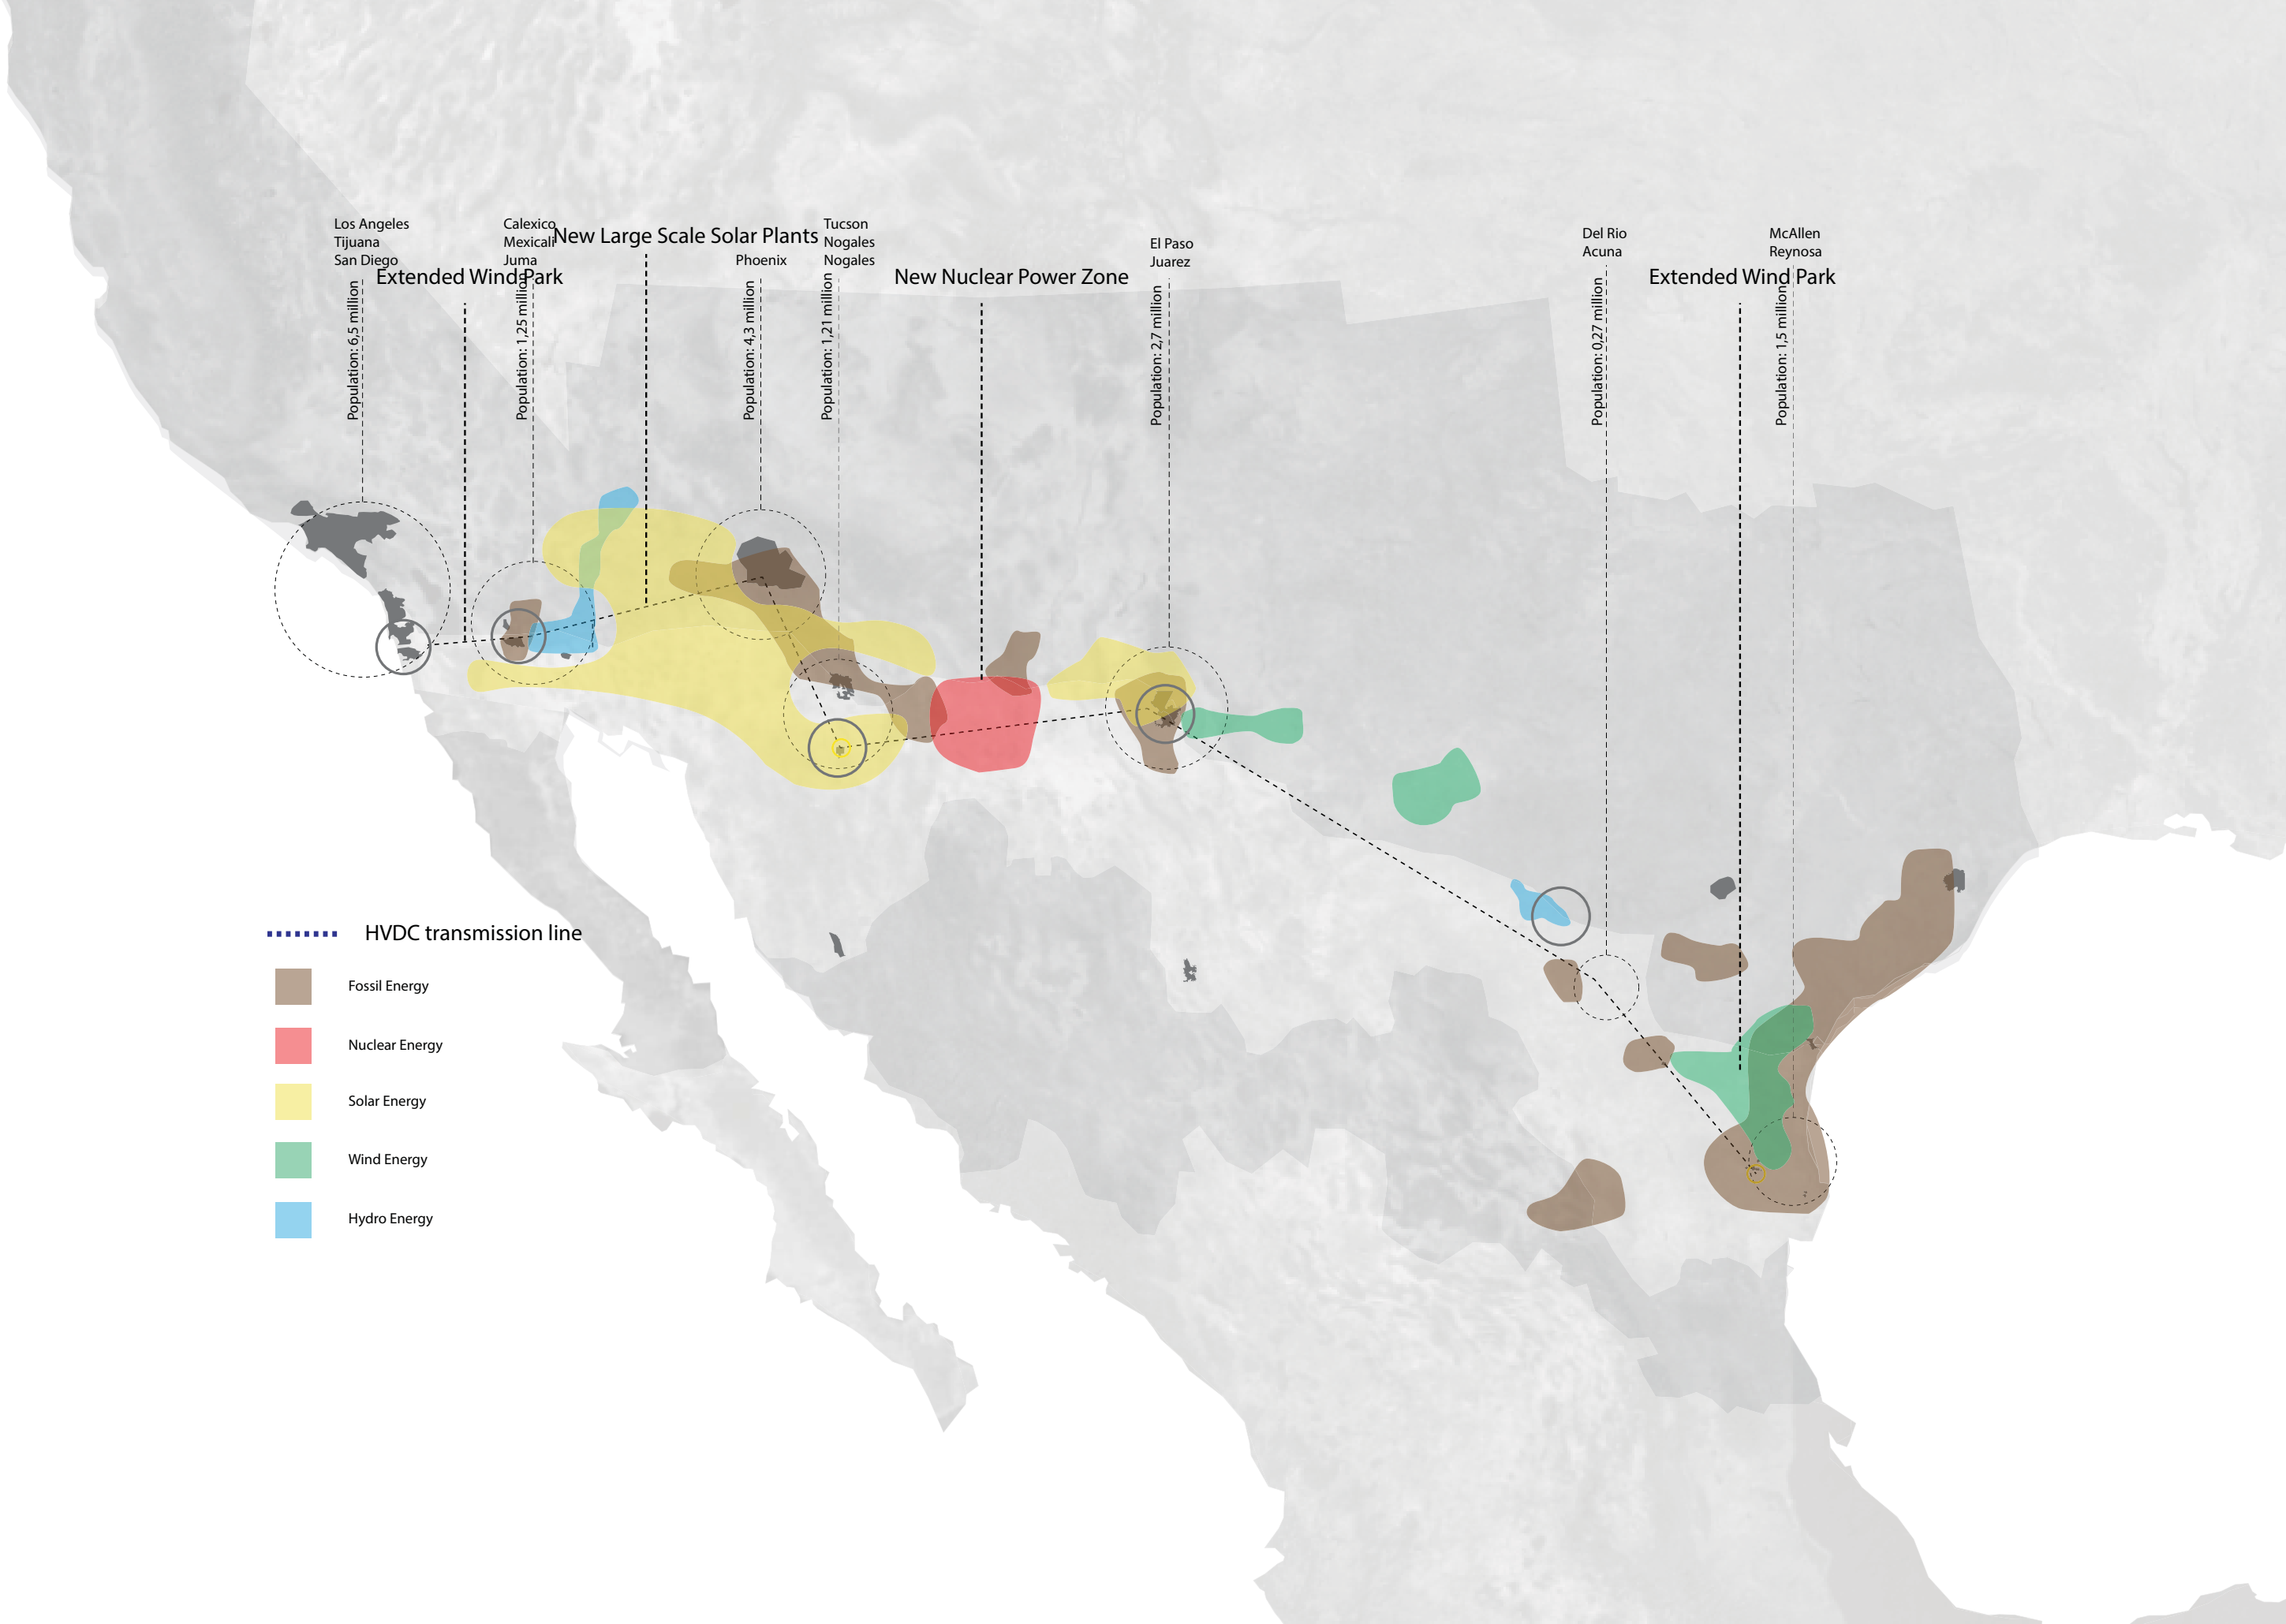 Los Angeles
Tijuana
San Diego
Population: 6,5 million
Extended Wind Park
Calexico
Mexicali
Juma
Population: 1,25 million
New Large Scale Solar Plants
Phoenix
Population: 4,3 million
Tucson
Nogales
Nogales
Population: 1,21 million
New Nuclear Power Zone
El Paso
Juarez
Population: 2,7 million
Del Rio
Acuna
Population: 0,27 million
Extended Wind Park
McAllen
Reynosa
Population: 1,5 million
HVDC transmission line
Fossil Energy
Nuclear Energy
Solar Energy
Wind Energy
Hydro Energy